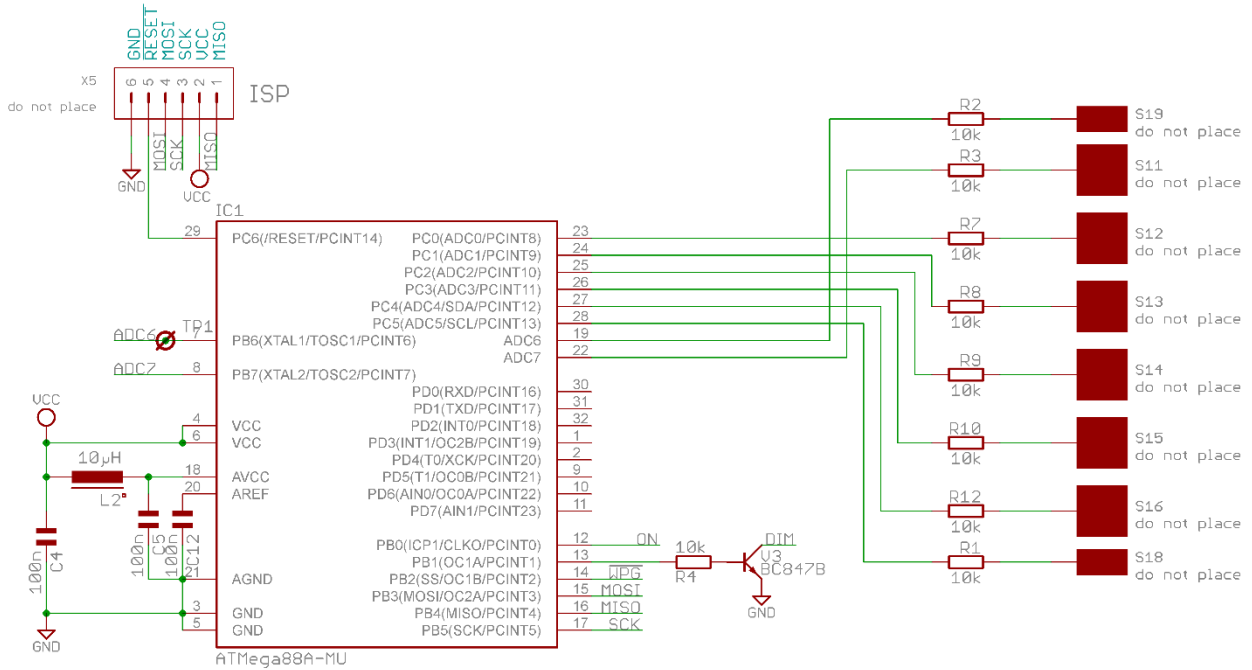 GND
RESET
MOSI
SCK
VCC
MISO
X5
6 5 4 3 2 1
ISP
do not place
MOSI
SCK
MISO
GND
VCC
IC1
29 PC6(/RESET/PCINT14)
ADC6 TP1
7 PB6(XTAL1/TOSC1/PCINT6)
ADC7 8 PB7(XTAL2/TOSC2/PCINT7)
VCC
4 VCC
6 VCC
10µH
L2
18 AVCC
20 AREF
100n C4
100n C5
100n C12
21 AGND
3 GND
5 GND
GND
ATMega88A-MU
PC0(ADC0/PCINT8) 23
PC1(ADC1/PCINT9) 24
PC2(ADC2/PCINT10) 25
PC3(ADC3/PCINT11) 26
PC4(ADC4/SDA/PCINT12) 27
PC5(ADC5/SCL/PCINT13) 28
ADC6 19
ADC7 22
PD0(RXD/PCINT16) 30
PD1(TXD/PCINT17) 31
PD2(INT0/PCINT18) 32
PD3(INT1/OC2B/PCINT19) 1
PD4(T0/XCK/PCINT20) 2
PD5(T1/OC0B/PCINT21) 9
PD6(AIN0/OC0A/PCINT22) 10
PD7(AIN1/PCINT23) 11
PB0(ICP1/CLKO/PCINT0) 12 ON
PB1(OC1A/PCINT1) 13
PB2(SS/OC1B/PCINT2) 14 WPG
PB3(MOSI/OC2A/PCINT3) 15 MOSI
PB4(MISO/PCINT4) 16 MISO
PB5(SCK/PCINT5) 17 SCK
10k
R4
DIM
V3
BC847B
GND
R2
10k
S19
do not place
R3
10k
S11
do not place
R7
10k
S12
do not place
R8
10k
S13
do not place
R9
10k
S14
do not place
R10
10k
S15
do not place
R12
10k
S16
do not place
R1
10k
S18
do not place